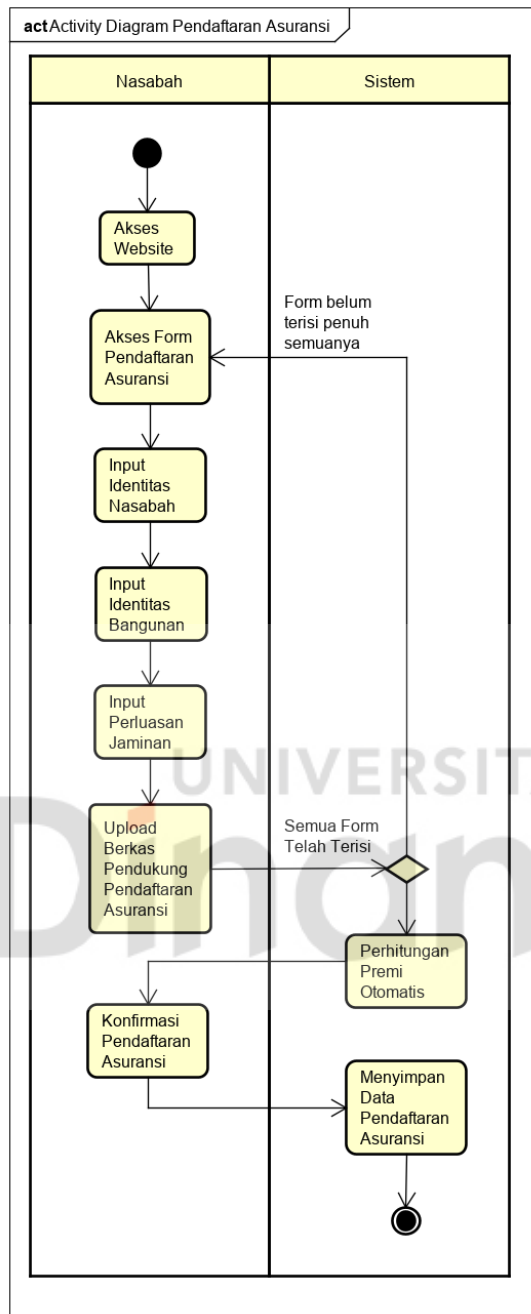 act Activity Diagram Pendaftaran Asuransi
Nasabah
Sistem
Akses
Website
Form belum
terisi penuh
semuanya
Akses Form
Pendaftaran
Asuransi
Input
Identitas
Nasabah
Input
Identitas
Bangunan
Input
Perluasan
Jaminan
UNIVERSITA
Dinam
Upload
Berkas
Pendukung
Pendaftaran
Asuransi
Semua Form
Telah Terisi
Perhitungan
Premi
Otomatis
Konfirmasi
Pendaftaran
Asuransi
Menyimpan
Data
Pendaftaran
Asuransi